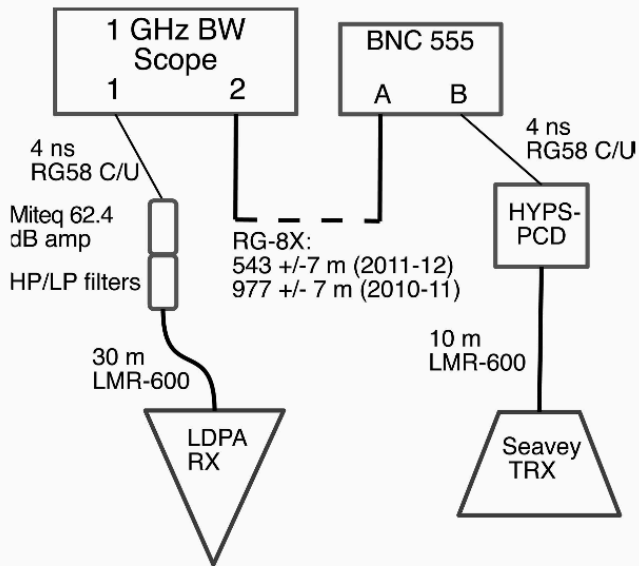 1 GHz BW
Scope
1 2
BNC 555
A B
4 ns
RG58 C/U
4 ns
RG58 C/U
Miteq 62.4
dB amp
HP/LP filters
RG-8X:
543 +/-7 m (2011-12)
977 +/- 7 m (2010-11)
HYPS-
PCD
30 m
LMR-600
10 m
LMR-600
LDPA
RX
Seavey
TRX